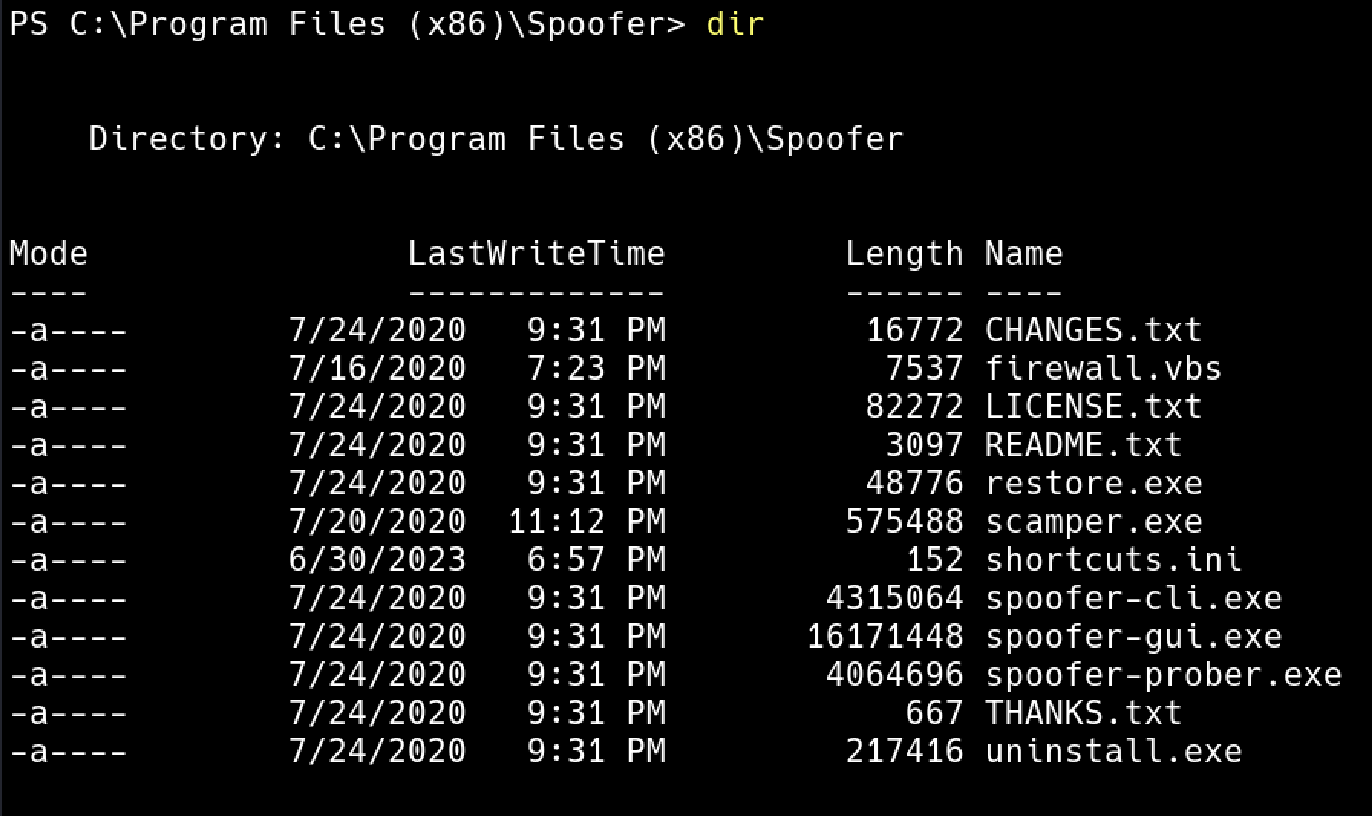 PS C:\Program Files (x86)\Spoofer> dir
Directory: C:\Program Files (x86)\Spoofer
Mode                LastWriteTime         Length Name
----                -------------         ------ ----
-a----        7/24/2020   9:31 PM          16772 CHANGES.txt
-a----        7/16/2020   7:23 PM           7537 firewall.vbs
-a----        7/24/2020   9:31 PM          82272 LICENSE.txt
-a----        7/24/2020   9:31 PM           3097 README.txt
-a----        7/24/2020   9:31 PM          48776 restore.exe
-a----        7/20/2020  11:12 PM         575488 scamper.exe
-a----        6/30/2023   6:57 PM            152 shortcuts.ini
-a----        7/24/2020   9:31 PM        4315064 spoofer-cli.exe
-a----        7/24/2020   9:31 PM       16171448 spoofer-gui.exe
-a----        7/24/2020   9:31 PM        4064696 spoofer-prober.exe
-a----        7/24/2020   9:31 PM            667 THANKS.txt
-a----        7/24/2020   9:31 PM         217416 uninstall.exe